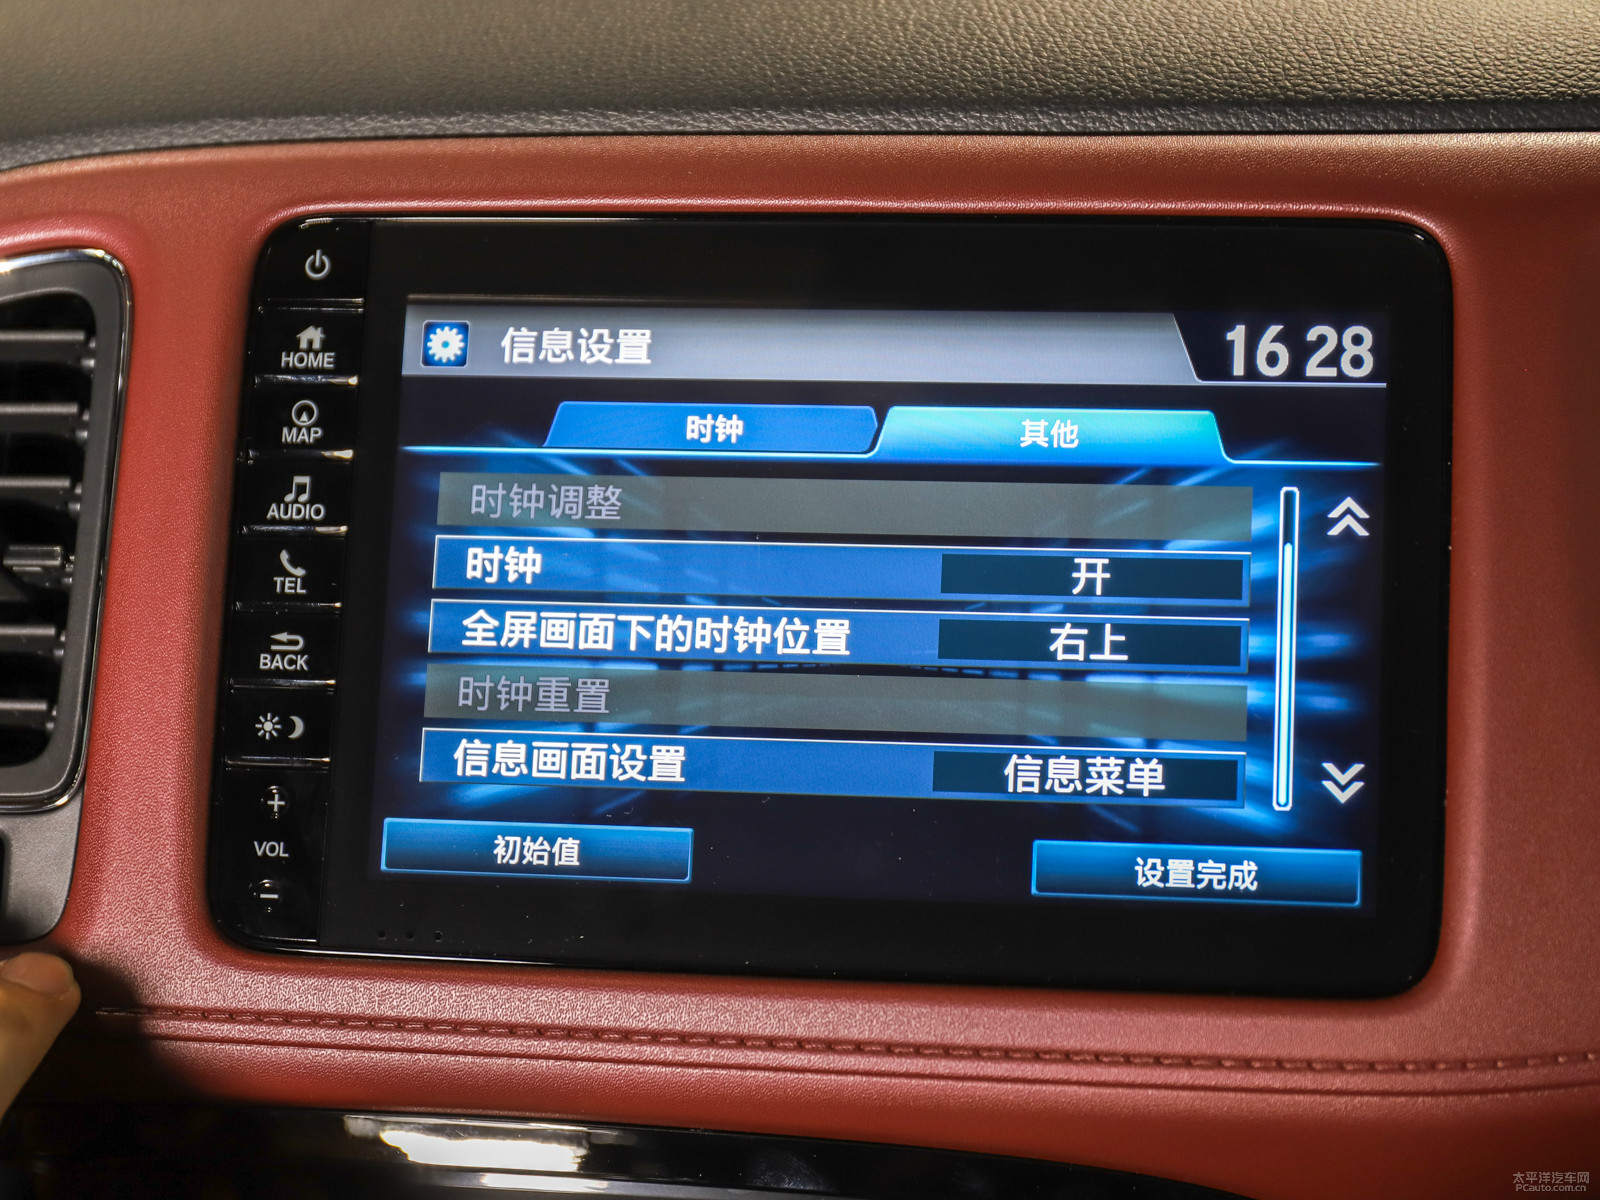 信息设置
16 28
时钟
其他
时钟调整
时钟 开
全屏画面下的时钟位置 右上
时钟重置
信息画面设置 信息菜单
初始值
设置完成
HOME
MAP
AUDIO
TEL
BACK
+
VOL
−
太平洋汽车网
PCauto.com.cn